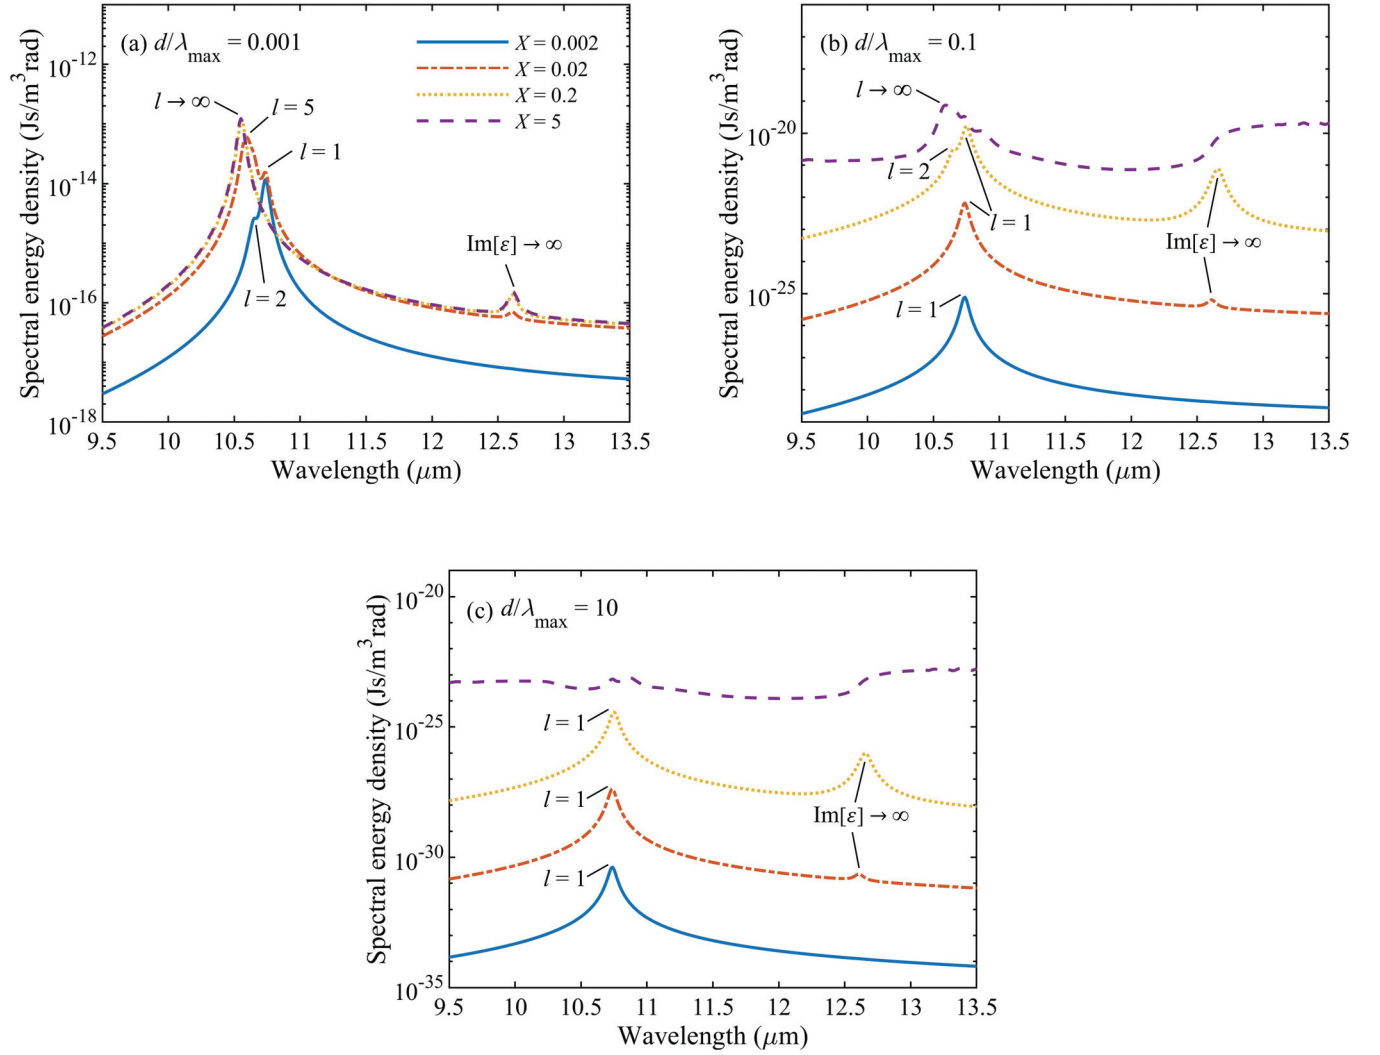 (a) d/λmax = 0.001
X = 0.002
X = 0.02
X = 0.2
X = 5
l → ∞
l = 5
l = 1
l = 2
Im[ε] → ∞
10-12
10-14
10-16
10-18
Spectral energy density (Js/m3rad)
9.5 10 10.5 11 11.5 12 12.5 13 13.5
Wavelength (μm)
(b) d/λmax = 0.1
l → ∞
l = 2
l = 1
l = 1
Im[ε] → ∞
10-20
10-25
Spectral energy density (Js/m3rad)
9.5 10 10.5 11 11.5 12 12.5 13 13.5
Wavelength (μm)
(c) d/λmax = 10
l = 1
l = 1
l = 1
Im[ε] → ∞
10-20
10-25
10-30
10-35
Spectral energy density (Js/m3rad)
9.5 10 10.5 11 11.5 12 12.5 13 13.5
Wavelength (μm)